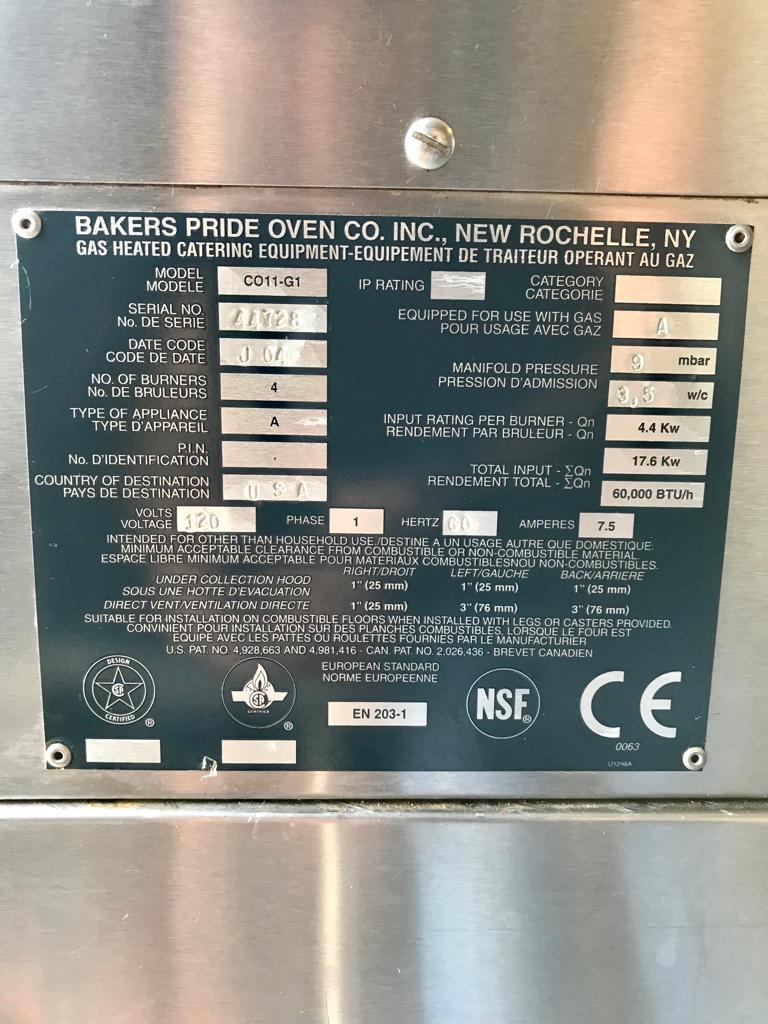 BAKERS PRIDE OVEN CO. INC., NEW ROCHELLE, NY
GAS HEATED CATERING EQUIPMENT-EQUIPEMENT DE TRAITEUR OPERANT AU GAZ
MODEL
MODELE
CO11-G1
IP RATING
CATEGORY
CATEGORIE
SERIAL NO.
No. DE SERIE
44728
EQUIPPED FOR USE WITH GAS
POUR USAGE AVEC GAZ
A
DATE CODE
CODE DE DATE
J 04
MANIFOLD PRESSURE
PRESSION D'ADMISSION
9 mbar
3,5 w/c
NO. OF BURNERS
No. DE BRULEURS
4
TYPE OF APPLIANCE
TYPE D'APPAREIL
A
INPUT RATING PER BURNER - Qn
RENDEMENT PAR BRULEUR - Qn
4.4 Kw
P.I.N.
No. D'IDENTIFICATION
.
TOTAL INPUT - ΣQn
RENDEMENT TOTAL - ΣQn
17.6 Kw
60,000 BTU/h
COUNTRY OF DESTINATION
PAYS DE DESTINATION
USA
VOLTS
VOLTAGE
120
PHASE
1
HERTZ
60
AMPERES
7.5
INTENDED FOR OTHER THAN HOUSEHOLD USE./DESTINE A UN USAGE AUTRE QUE DOMESTIQUE.
MINIMUM ACCEPTABLE CLEARANCE FROM COMBUSTIBLE OR NON-COMBUSTIBLE MATERIAL.
ESPACE LIBRE MINIMUM ACCEPTABLE POUR MATERIAUX COMBUSTIBLESNOU NON-COMBUSTIBLES.
RIGHT/DROIT LEFT/GAUCHE BACK/ARRIERE
UNDER COLLECTION HOOD
SOUS UNE HOTTE D'EVACUATION
1" (25 mm) 1" (25 mm) 1" (25 mm)
DIRECT VENT/VENTILATION DIRECTE 1" (25 mm) 3" (76 mm) 3" (76 mm)
SUITABLE FOR INSTALLATION ON COMBUSTIBLE FLOORS WHEN INSTALLED WITH LEGS OR CASTERS PROVIDED.
CONVIENT POUR INSTALLATION SUR DES PLANCHES COMBUSTIBLES, LORSQUE LE FOUR EST
EQUIPE AVEC LES PATTES OU ROULETTES FOURNIES PAR LE MANUFACTURIER
U.S. PAT. NO. 4,928,663 AND 4,981,416 - CAN. PAT. NO. 2.026,436 - BREVET CANADIEN
DESIGN
CERTIFIED
®
CERTIFIED
®
EUROPEAN STANDARD
NORME EUROPEENNE
EN 203-1
NSF®
CE
0063
U1298A